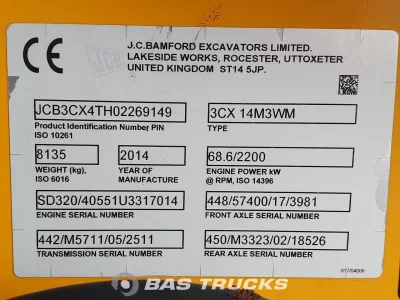 CE
J.C.BAMFORD EXCAVATORS LIMITED.
LAKESIDE WORKS, ROCESTER, UTTOXETER
UNITED KINGDOM ST14 5JP.
JCB3CX4TH02269149
Product Identification Number PIN
ISO 10261
3CX 14M3WM
TYPE
8135
WEIGHT (kg),
ISO 6016
2014
YEAR OF
MANUFACTURE
68.6/2200
ENGINE POWER kW
@ RPM, ISO 14396
SD320/40551U3317014
ENGINE SERIAL NUMBER
448/57400/17/3981
FRONT AXLE SERIAL NUMBER
442/M5711/05/2511
TRANSMISSION SERIAL NUMBER
450/M3323/02/18526
REAR AXLE SERIAL NUMBER
817/04006
BAS TRUCKS